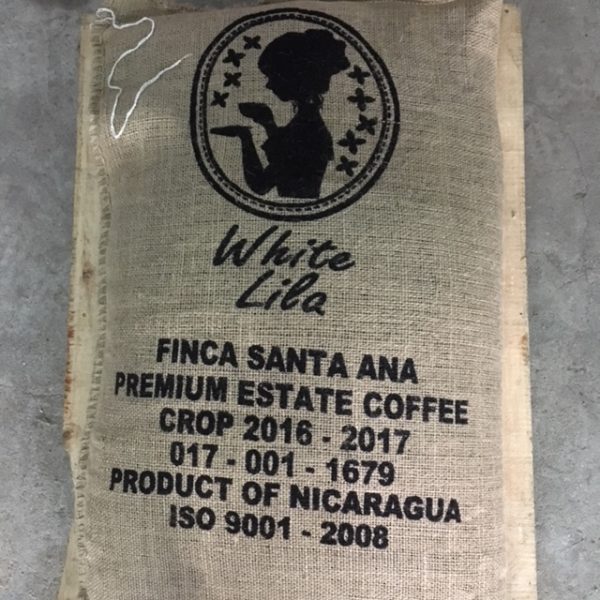 White
Lila
FINCA SANTA ANA
PREMIUM ESTATE COFFEE
CROP 2016 - 2017
017 - 001 - 1679
PRODUCT OF NICARAGUA
ISO 9001 - 2008